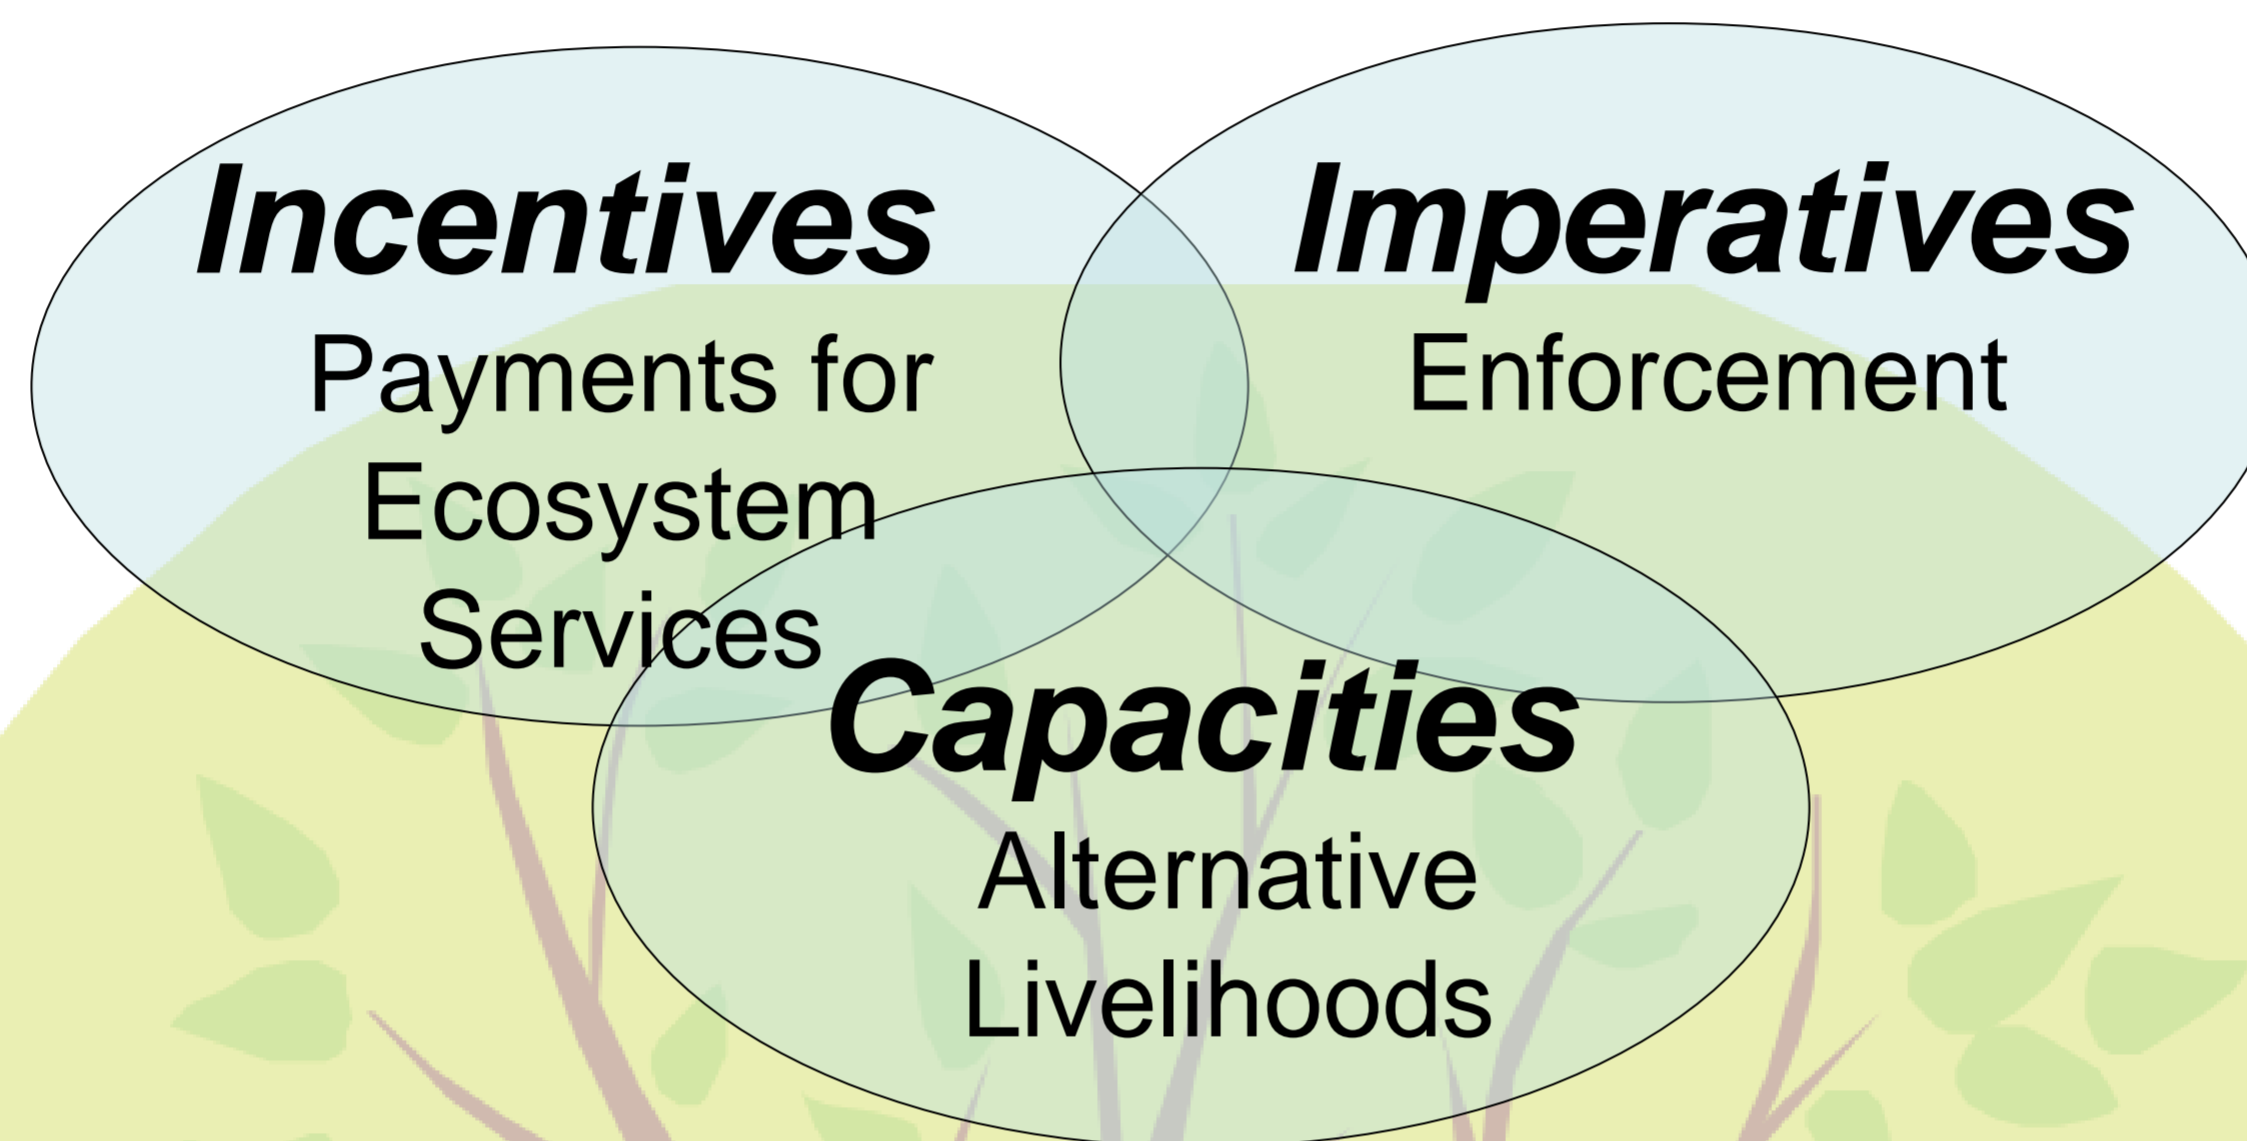 Incentives
Payments for
Ecosystem
Services
Imperatives
Enforcement
Capacities
Alternative
Livelihoods